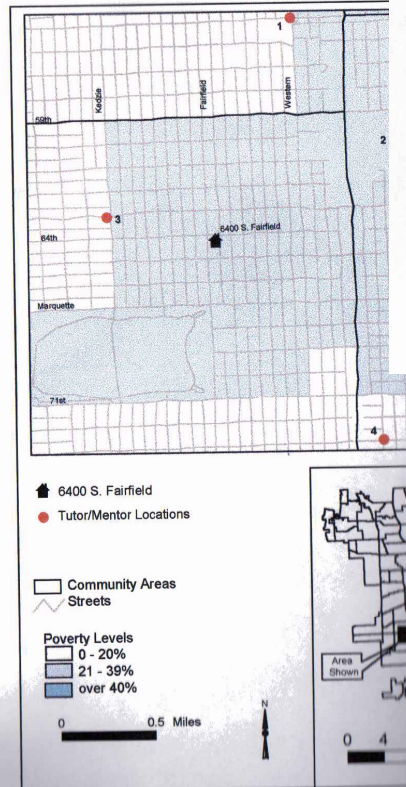 1
Kedzie
Fairfield
Western
59th
2
3
6400 S. Fairfield
64th
Marquette
71st
4
6400 S. Fairfield
Tutor/Mentor Locations
Community Areas
Streets
Poverty Levels
0 - 20%
21 - 39%
over 40%
0 0.5 Miles
N
Area
Shown
0 4